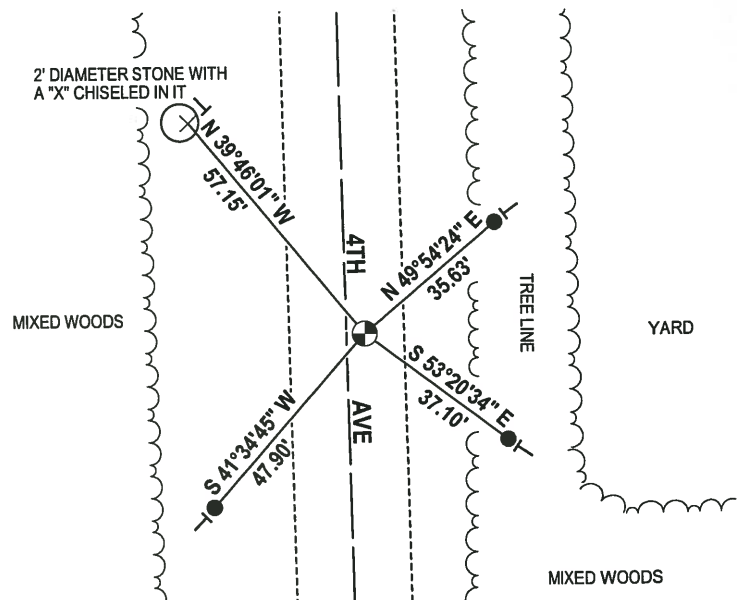 2' DIAMETER STONE WITH
A "X" CHISELED IN IT
N 39°46'01" W
57.15'
4TH
AVE
N 49°54'24" E
35.63'
TREE LINE
MIXED WOODS
YARD
S 53°20'34" E
37.10'
S 41°34'45" W
47.90'
MIXED WOODS